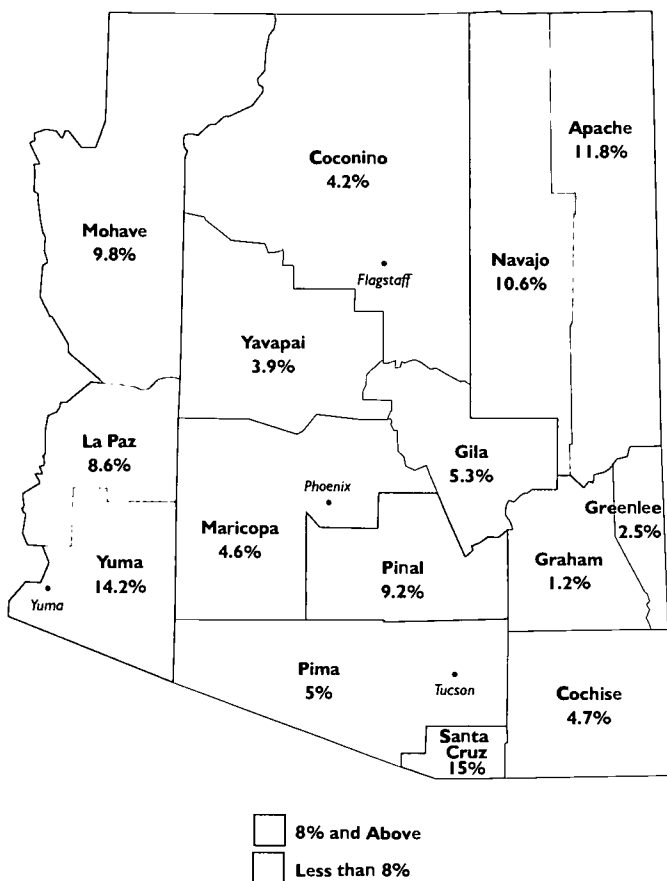 Apache
11.8%
Coconino
4.2%
Mohave
9.8%
Navajo
10.6%
Flagstaff
Yavapai
3.9%
La Paz
8.6%
Gila
5.3%
Phoenix
Greenlee
2.5%
Maricopa
4.6%
Yuma
14.2%
Yuma
Pinal
9.2%
Graham
1.2%
Pima
5%
Tucson
Cochise
4.7%
Santa
Cruz
15%
8% and Above
Less than 8%